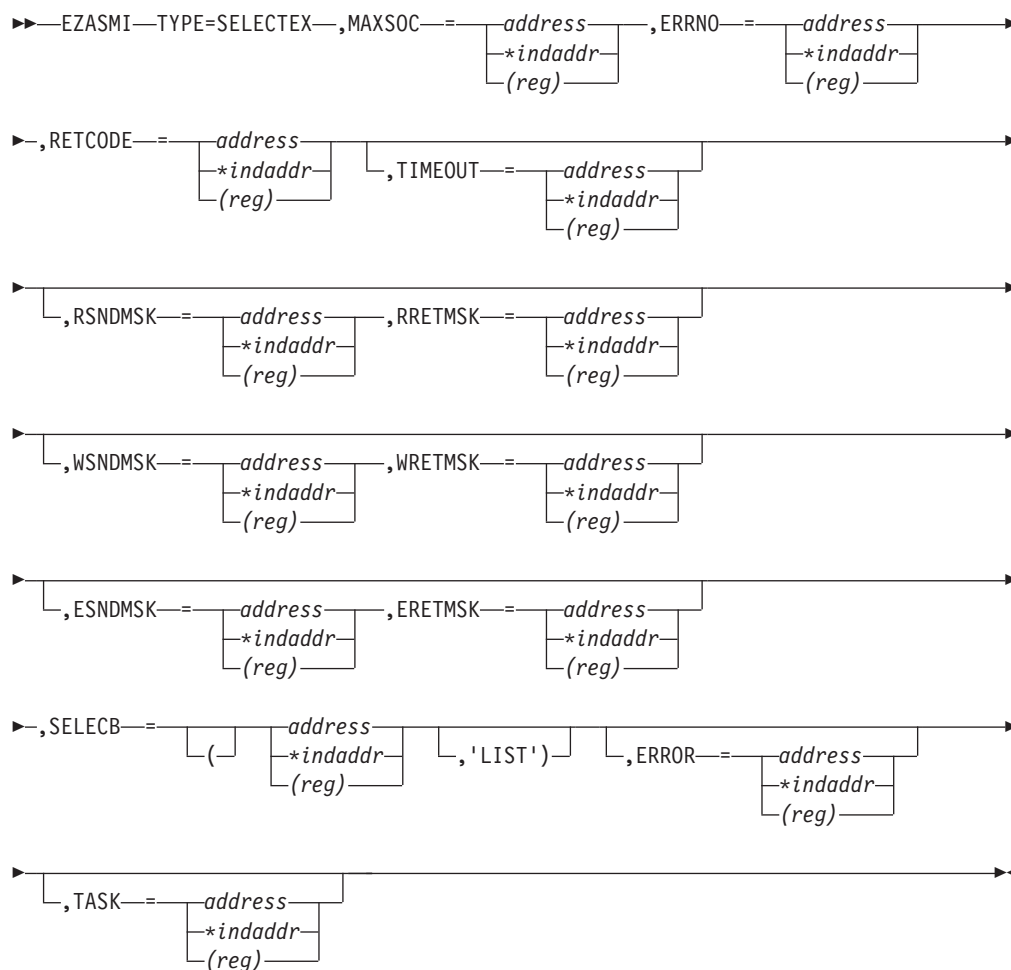 EZASMI TYPE=SELECTEX ,MAXSOC = address ,ERRNO = address
*indaddr *indaddr
(reg) (reg)
,RETCODE = address ,TIMEOUT = address
*indaddr *indaddr
(reg) (reg)
,RSNDMSK = address ,RRETMSK = address
*indaddr *indaddr
(reg) (reg)
,WSNDMSK = address ,WRETMSK = address
*indaddr *indaddr
(reg) (reg)
,ESNDMSK = address ,ERETMSK = address
*indaddr *indaddr
(reg) (reg)
,SELECB = ( address ,'LIST') ,ERROR = address
*indaddr *indaddr
(reg) (reg)
,TASK = address
*indaddr
(reg)